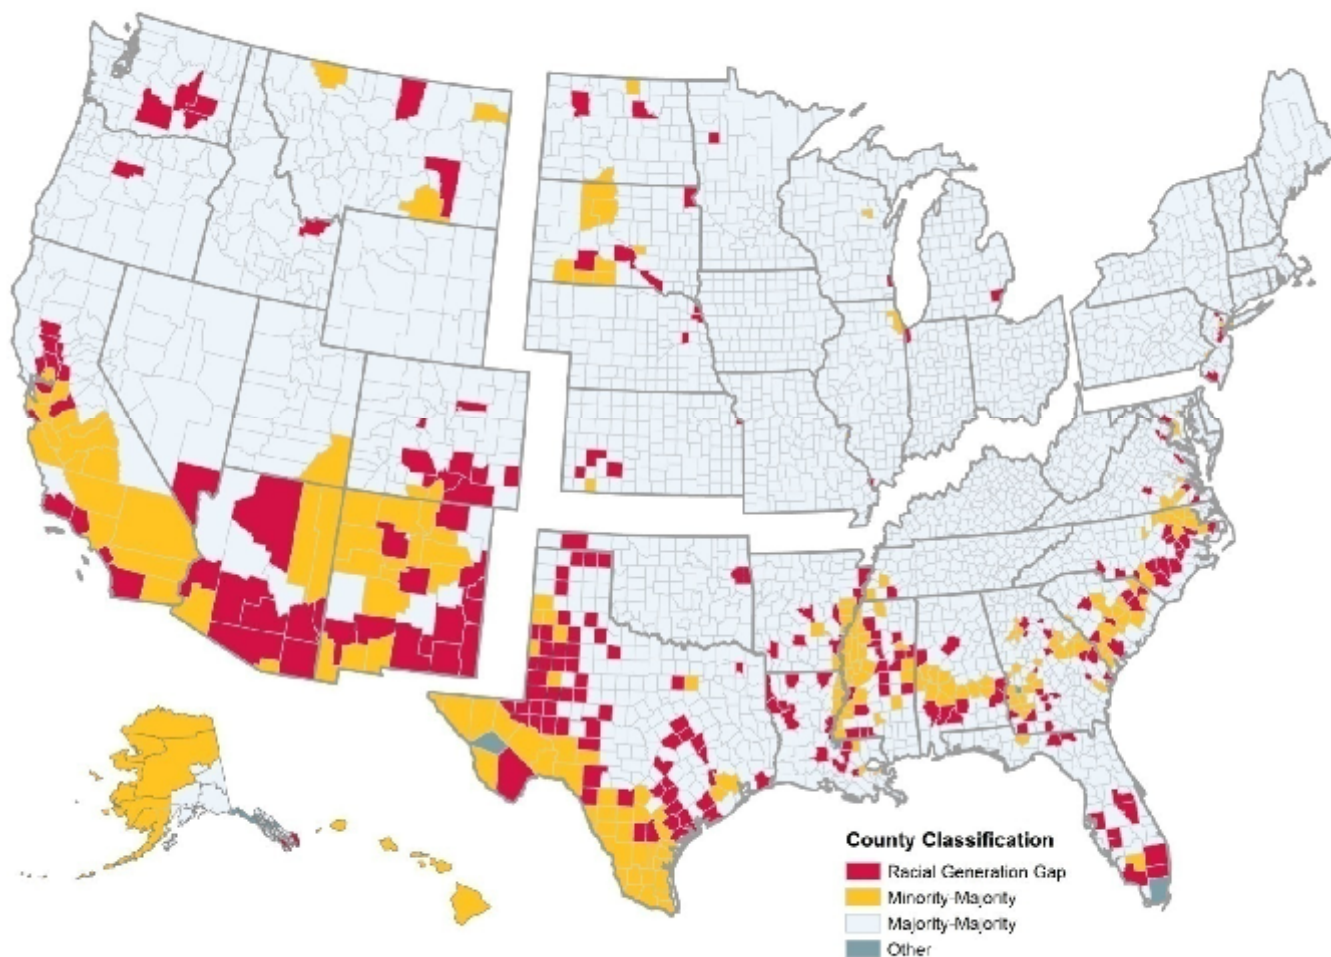 County Classification
Racial Generation Gap
Minority-Majority
Majority-Majority
Other